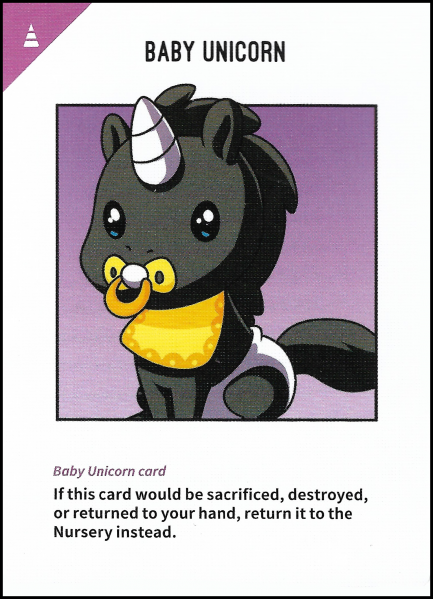 BABY UNICORN
Baby Unicorn card
If this card would be sacrificed, destroyed,
or returned to your hand, return it to the
Nursery instead.